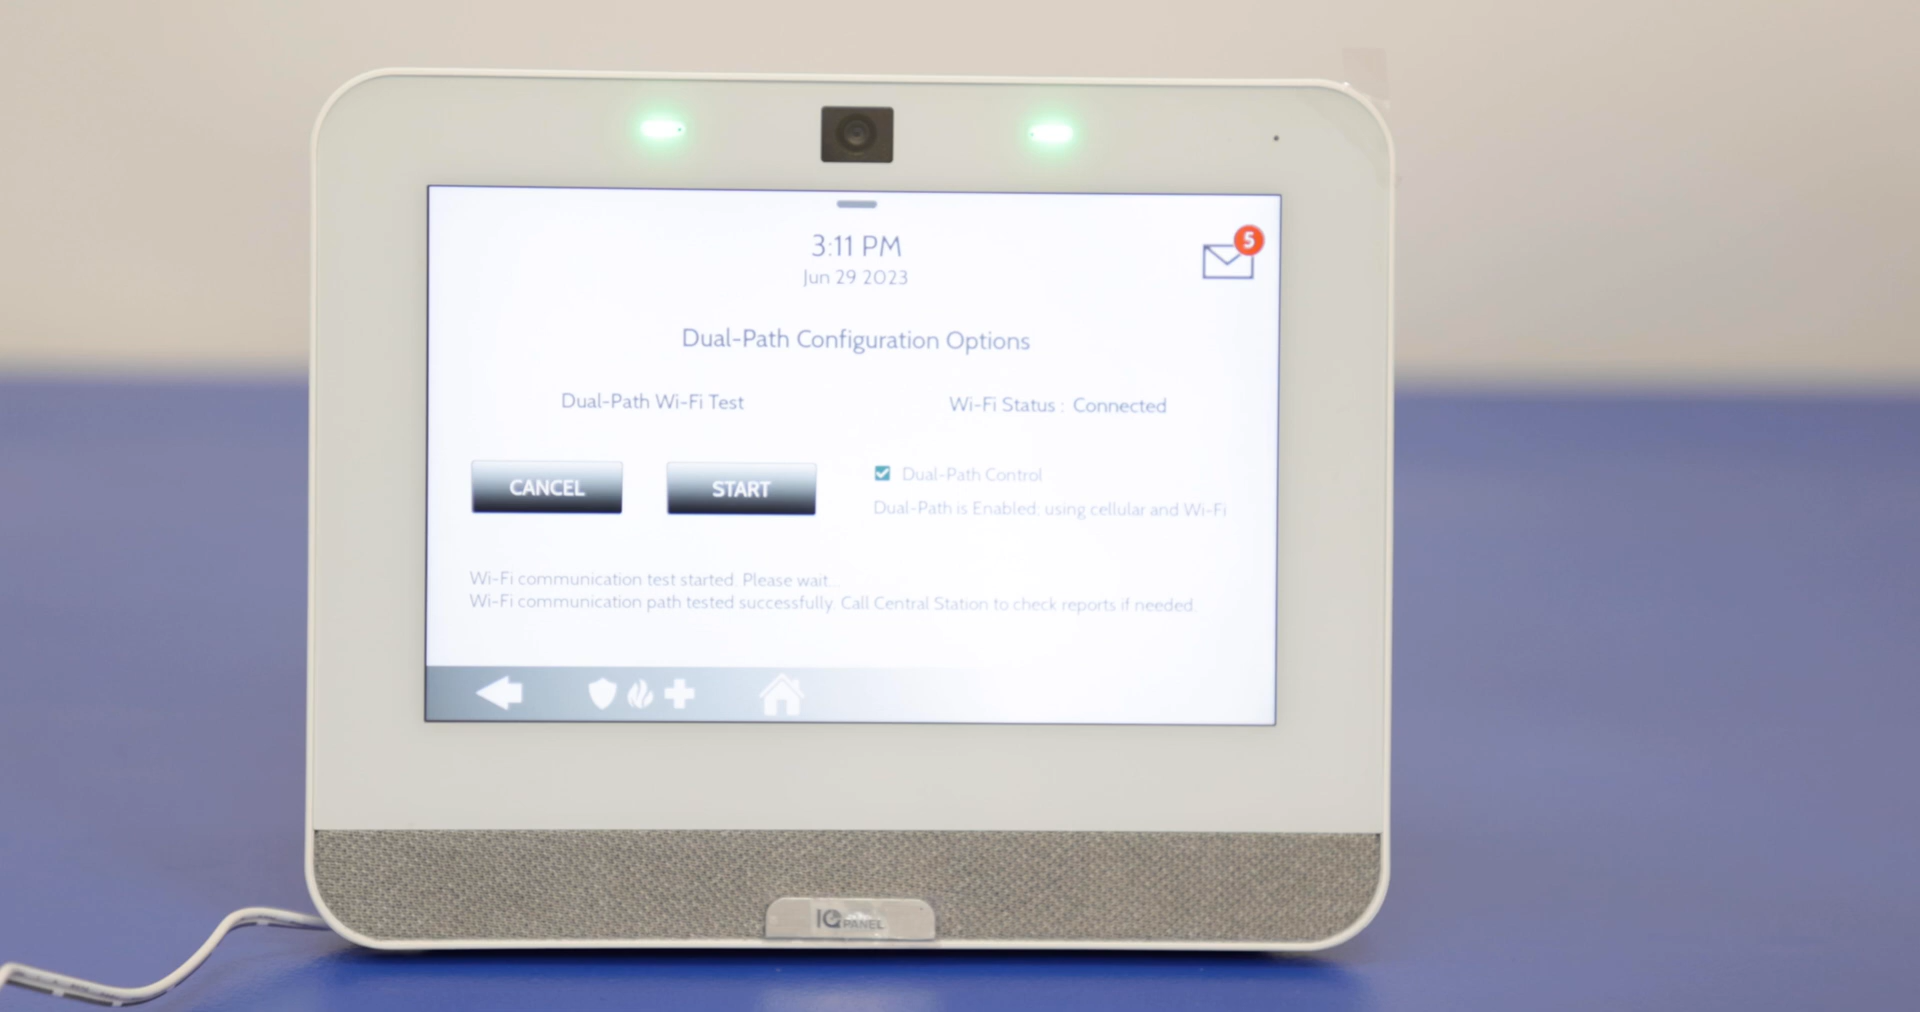 3:11 PM
5
Jun 29 2023
Dual-Path Configuration Options
Dual-Path Wi-Fi Test
Wi-Fi Status : Connected
CANCEL
START
Dual-Path Control
Dual-Path is Enabled; using cellular and Wi-Fi
Wi-Fi communication test started. Please wait...
Wi-Fi communication path tested successfully. Call Central Station to check reports if needed.
IQ PANEL